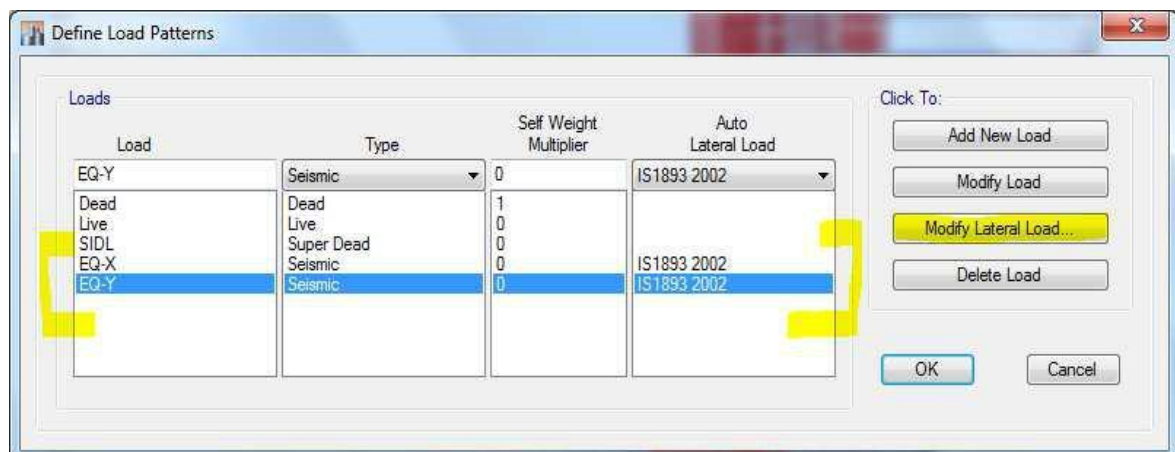 Define Load Patterns
Loads
Click To:
Load Type Self Weight Multiplier Auto Lateral Load
EQ-Y Seismic 0 IS1893 2002
Dead Dead 1
Live Live 0
SIDL Super Dead 0
EQ-X Seismic 0 IS1893 2002
EQ-Y Seismic 0 IS1893 2002
Add New Load
Modify Load
Modify Lateral Load...
Delete Load
OK Cancel